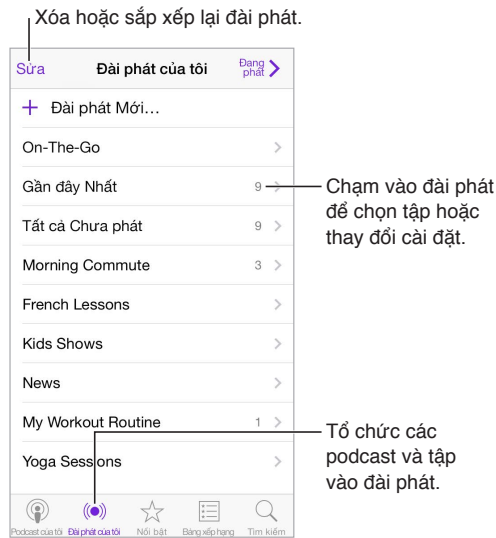 Xóa hoặc sắp xếp lại đài phát.
Sửa
Đài phát của tôi
Đang
phát
Đài phát Mới…
On-The-Go
Gần đây Nhất 9
Chạm vào đài phát
để chọn tập hoặc
thay đổi cài đặt.
Tất cả Chưa phát 9
Morning Commute 3
French Lessons
Kids Shows
News
My Workout Routine 1
Yoga Sessions
Tổ chức các
podcast và tập
vào đài phát.
Podcast của tôi Đài phát của tôi Nổi bật Bảng xếp hạng Tìm kiếm